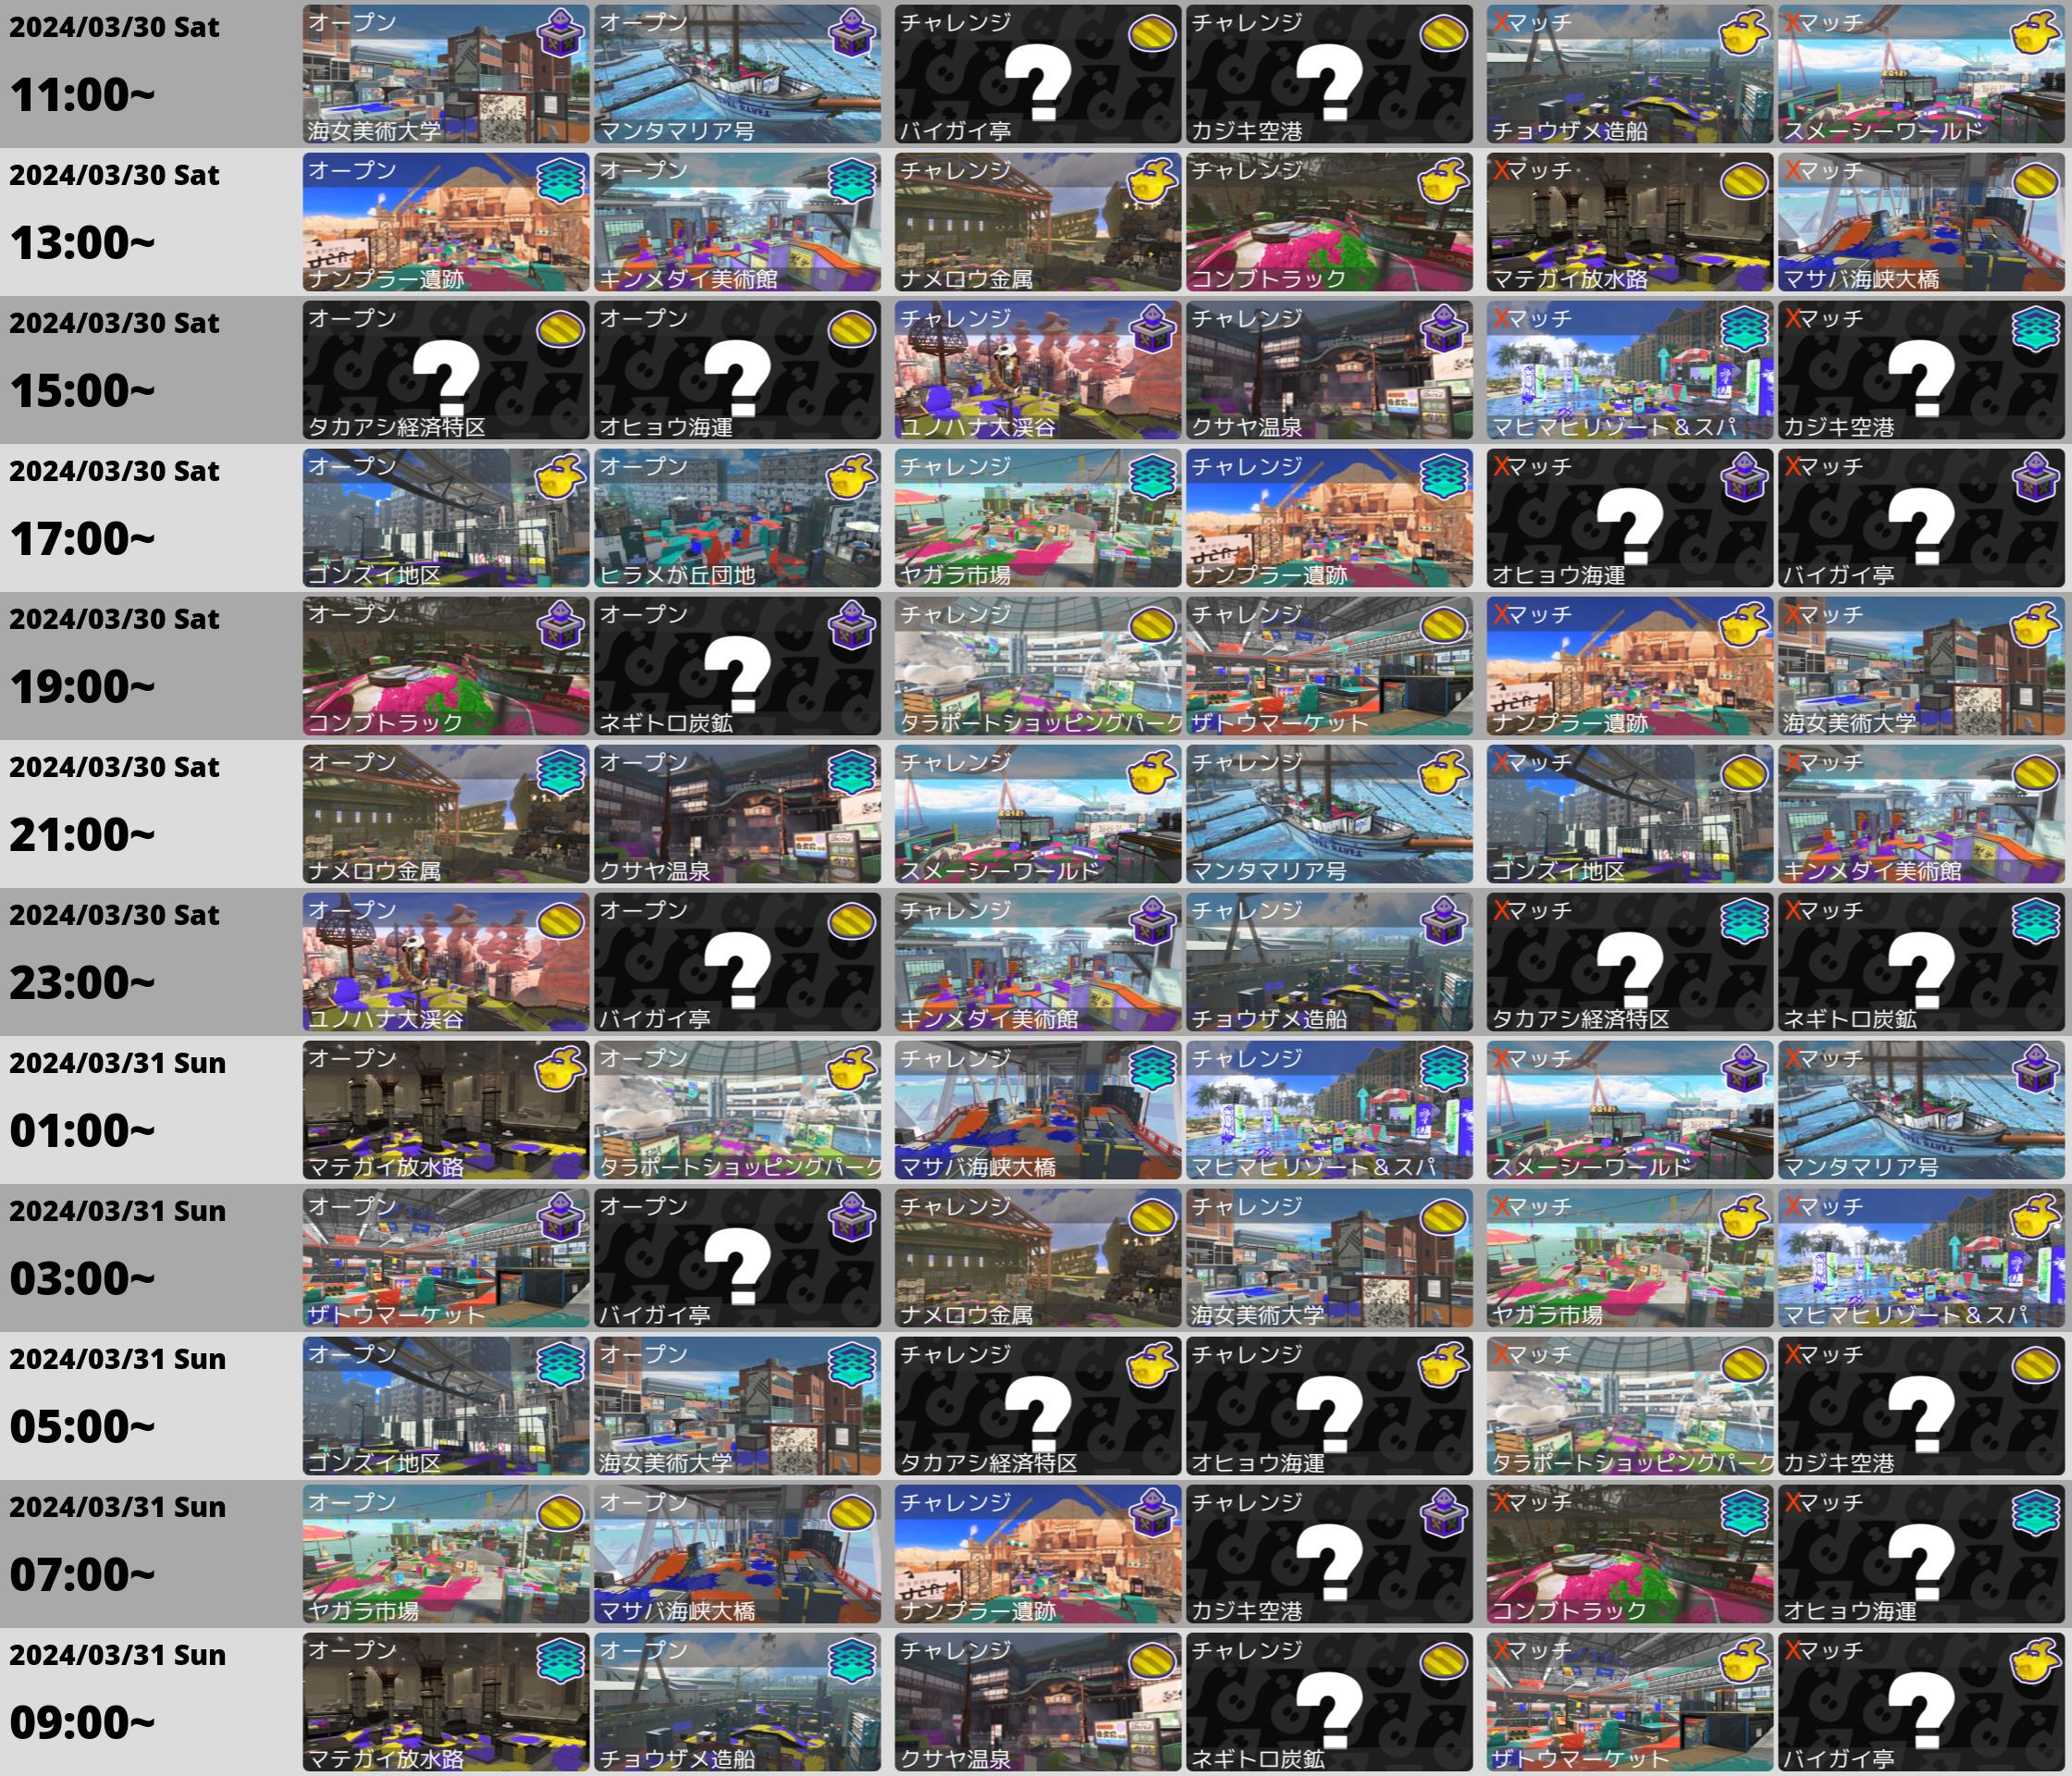 2024/03/30 Sat
11:00~
オープン
海女美術大学
オープン
マンタマリア号
チャレンジ
バイガイ亭
チャレンジ
カジキ空港
Xマッチ
チョウザメ造船
Xマッチ
スメーシーワールド
2024/03/30 Sat
13:00~
オープン
ナンプラー遺跡
オープン
キンメダイ美術館
チャレンジ
ナメロウ金属
チャレンジ
コンブトラック
Xマッチ
マテガイ放水路
Xマッチ
マサバ海峡大橋
2024/03/30 Sat
15:00~
オープン
タカアシ経済特区
オープン
オヒョウ海運
チャレンジ
ユノハナ大渓谷
チャレンジ
クサヤ温泉
Xマッチ
マヒマヒリゾート&スパ
Xマッチ
カジキ空港
2024/03/30 Sat
17:00~
オープン
ゴンズイ地区
オープン
ヒラメが丘団地
チャレンジ
ヤガラ市場
チャレンジ
ナンプラー遺跡
Xマッチ
オヒョウ海運
Xマッチ
バイガイ亭
2024/03/30 Sat
19:00~
オープン
コンブトラック
オープン
ネギトロ炭鉱
チャレンジ
タラポートショッピングパーク
チャレンジ
ザトウマーケット
Xマッチ
ナンプラー遺跡
Xマッチ
海女美術大学
2024/03/30 Sat
21:00~
オープン
ナメロウ金属
オープン
クサヤ温泉
チャレンジ
スメーシーワールド
チャレンジ
マンタマリア号
Xマッチ
ゴンズイ地区
Xマッチ
キンメダイ美術館
2024/03/30 Sat
23:00~
オープン
ユノハナ大渓谷
オープン
バイガイ亭
チャレンジ
キンメダイ美術館
チャレンジ
チョウザメ造船
Xマッチ
タカアシ経済特区
Xマッチ
ネギトロ炭鉱
2024/03/31 Sun
01:00~
オープン
マテガイ放水路
オープン
タラポートショッピングパーク
チャレンジ
マサバ海峡大橋
チャレンジ
マヒマヒリゾート&スパ
Xマッチ
スメーシーワールド
Xマッチ
マンタマリア号
2024/03/31 Sun
03:00~
オープン
ザトウマーケット
オープン
バイガイ亭
チャレンジ
ナメロウ金属
チャレンジ
海女美術大学
Xマッチ
ヤガラ市場
Xマッチ
マヒマヒリゾート&スパ
2024/03/31 Sun
05:00~
オープン
ゴンズイ地区
オープン
海女美術大学
チャレンジ
タカアシ経済特区
チャレンジ
オヒョウ海運
Xマッチ
タラポートショッピングパーク
Xマッチ
カジキ空港
2024/03/31 Sun
07:00~
オープン
ヤガラ市場
オープン
マサバ海峡大橋
チャレンジ
ナンプラー遺跡
チャレンジ
カジキ空港
Xマッチ
コンブトラック
Xマッチ
オヒョウ海運
2024/03/31 Sun
09:00~
オープン
マテガイ放水路
オープン
チョウザメ造船
チャレンジ
クサヤ温泉
チャレンジ
ネギトロ炭鉱
Xマッチ
ザトウマーケット
Xマッチ
バイガイ亭